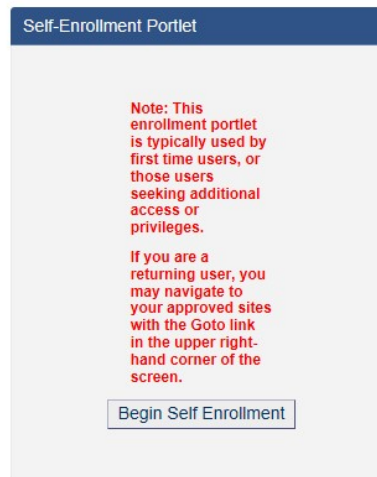 Self-Enrollment Portlet
Note: This
enrollment portlet
is typically used by
first time users, or
those users
seeking additional
access or
privileges.
If you are a
returning user, you
may navigate to
your approved sites
with the Goto link
in the upper right-
hand corner of the
screen.
Begin Self Enrollment